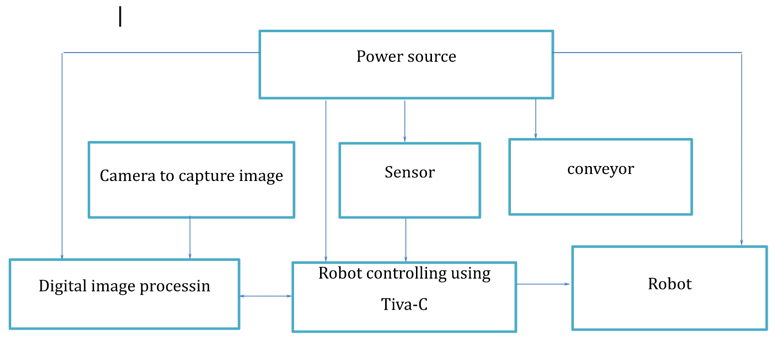 Power source
Camera to capture image
Sensor
conveyor
Digital image processin
Robot controlling using
Tiva-C
Robot